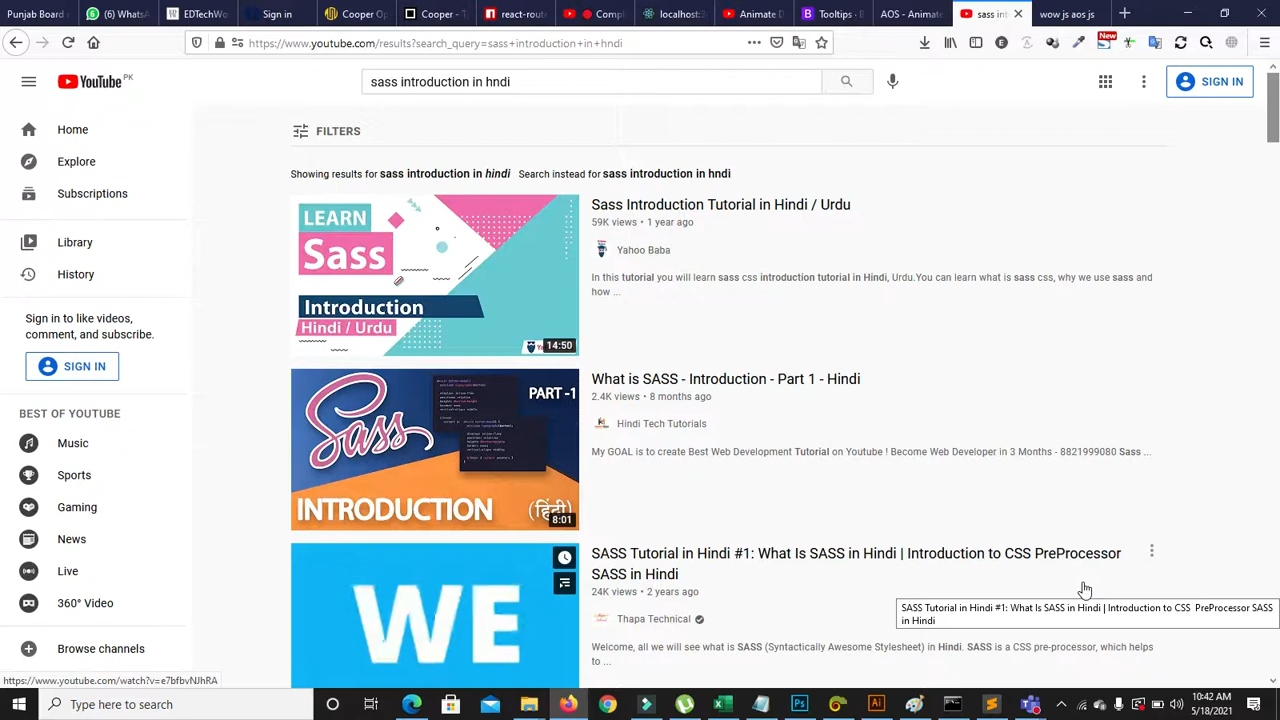 Punjab Board
(6) WhatsA
EDTechWo
Sign in
Cooper Op
Cooper - T
react-rou
Comple
localhost:
Animate D
Tooltips · B
AOS - Animate
sass int
wow js aos js
https://www.youtube.com/results?search_query=sass+introduction+in+hndi
New
YouTube PK
sass introduction in hndi
SIGN IN
Home
Explore
Subscriptions
Library
History
Sign in to like videos,
comment, and subscribe.
SIGN IN
BEST OF YOUTUBE
Music
Sports
Gaming
News
Live
360° Video
Browse channels
FILTERS
Showing results for sass introduction in hindi Search instead for sass introduction in hndi
LEARN
Sass
Introduction
Hindi / Urdu
14:50
Sass Introduction Tutorial in Hindi / Urdu
59K views • 1 year ago
Yahoo Baba
In this tutorial you will learn sass css introduction tutorial in Hindi, Urdu.You can learn what is sass css, why we use sass and
how ...
PART -1
Sass
INTRODUCTION
(हिंदी)
8:01
What is SASS - Introduction - Part 1 - Hindi
2.4K views • 8 months ago
Hindi Tech Tutorials
My GOAL is to create Best Web Development Tutorial on Youtube ! Become Web Developer in 3 Months - 8821999080 Sass ...
WE
SASS Tutorial in Hindi #1: What Is SASS in Hindi | Introduction to CSS PreProcessor
SASS in Hindi
24K views • 2 years ago
Thapa Technical
SASS Tutorial in Hindi #1: What Is SASS in Hindi | Introduction to CSS PreProcessor SASS
in Hindi
Welcome, all we will see what is SASS (Syntactically Awesome Stylesheet) in Hindi. SASS is a CSS pre-processor, which helps
to ...
https://www.youtube.com/watch?v=e7bfbvNJhRA
Type here to search
10:42 AM
5/18/2021